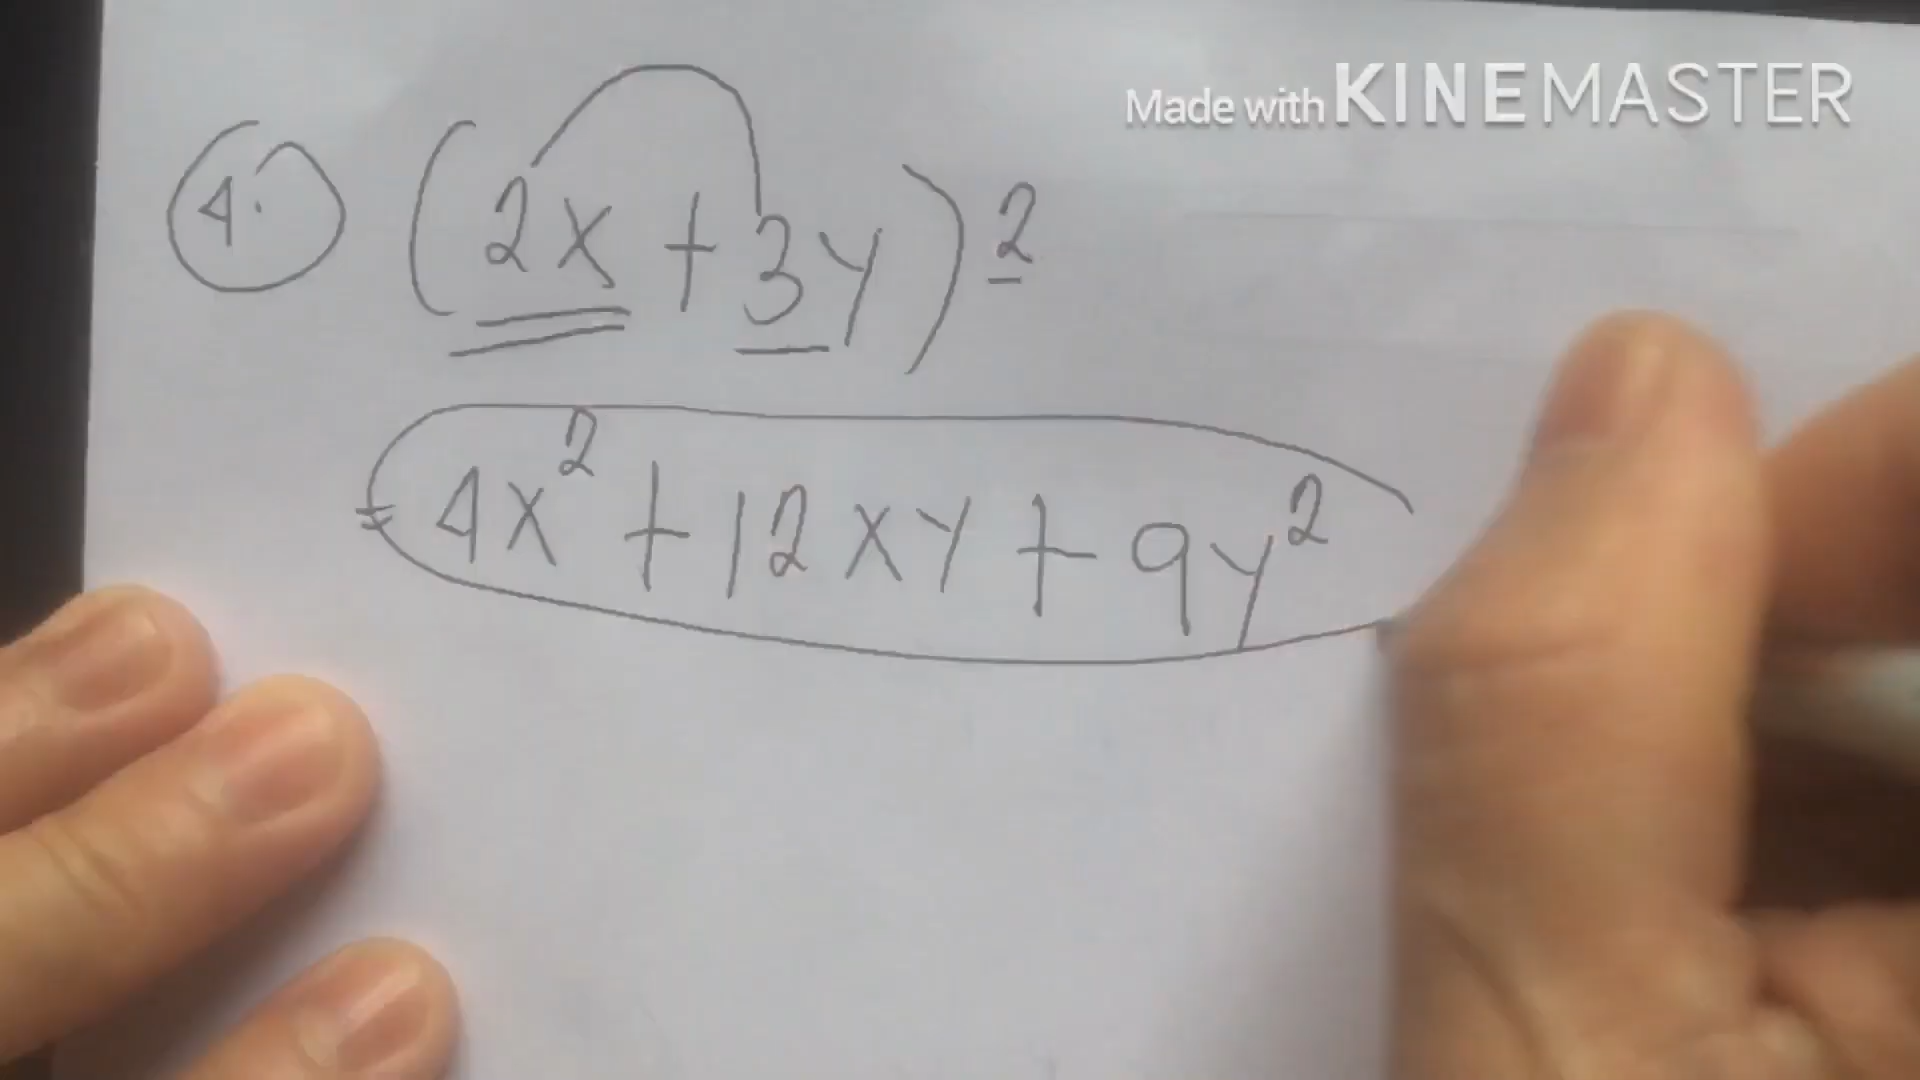 Made with KINEMASTER
4. (2x + 3y)²
= 4x² + 12xy + 9y²